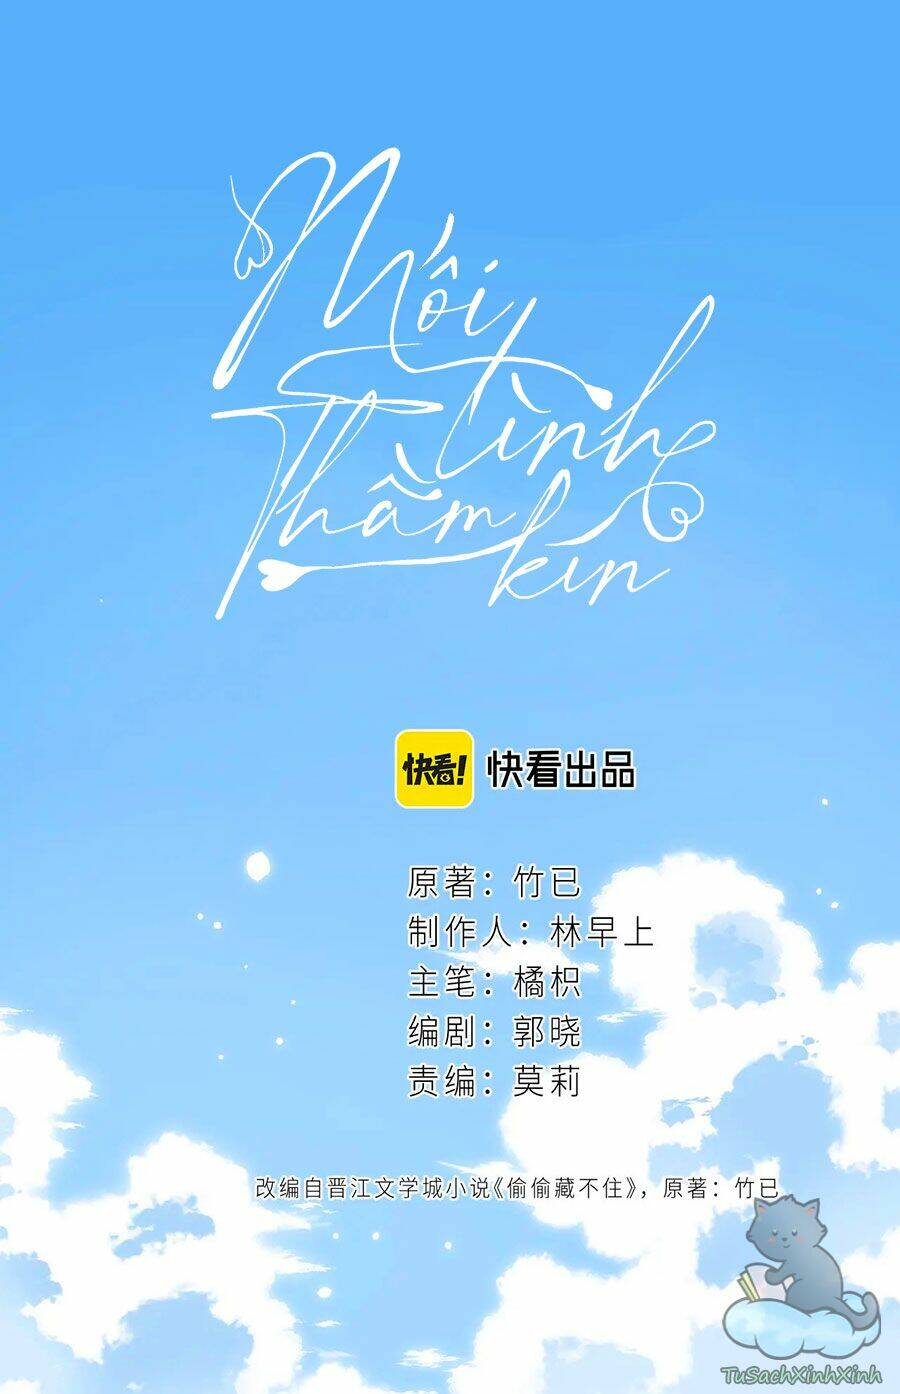 Mối
tình
Thầm
kín
快看! 快看出品
原著：竹已
制作人：林早上
主笔：橘枳
编剧：郭晓
责编：莫莉
改编自晋江文学城小说《偷偷藏不住》，原著：竹已
TuSachXinhXinh